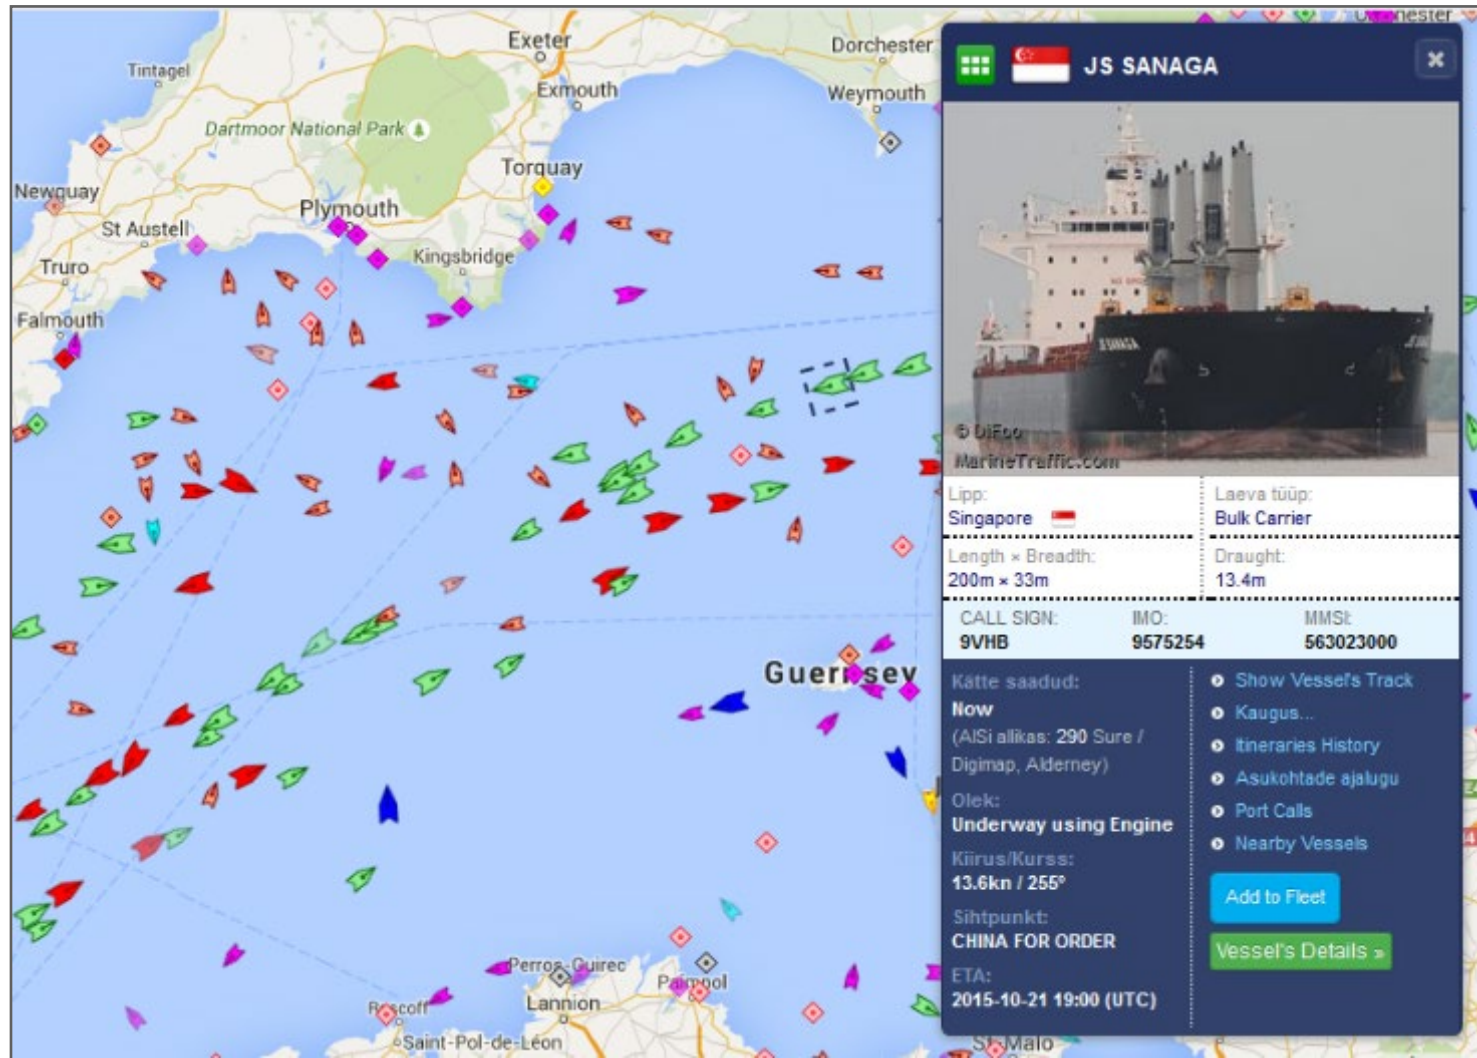 Exeter
Dorchester
Tintagel
Exmouth
Weymouth
Dartmoor National Park
Torquay
Newquay
Plymouth
St Austell
Kingsbridge
Truro
Falmouth
Guernsey
Perros-Guirec
Paimpol
Lannion
Roscoff
Saint-Pol-de-Léon
St-Malo
JS SANAGA
JS SANAGA
© DiFoo
MarineTraffic.com
Lipp:
Singapore
Laeva tüüp:
Bulk Carrier
Length × Breadth:
200m × 33m
Draught:
13.4m
CALL SIGN: IMO: MMSI:
9VHB 9575254 563023000
Kätte saadud:
Now
(AISi allikas: 290 Sure /
Digimap, Alderney)
Olek:
Underway using Engine
Kiirus/Kurss:
13.6kn / 255°
Sihtpunkt:
CHINA FOR ORDER
ETA:
2015-10-21 19:00 (UTC)
Show Vessel's Track
Kaugus...
Itineraries History
Asukohtade ajalugu
Port Calls
Nearby Vessels
Add to Fleet
Vessel's Details »